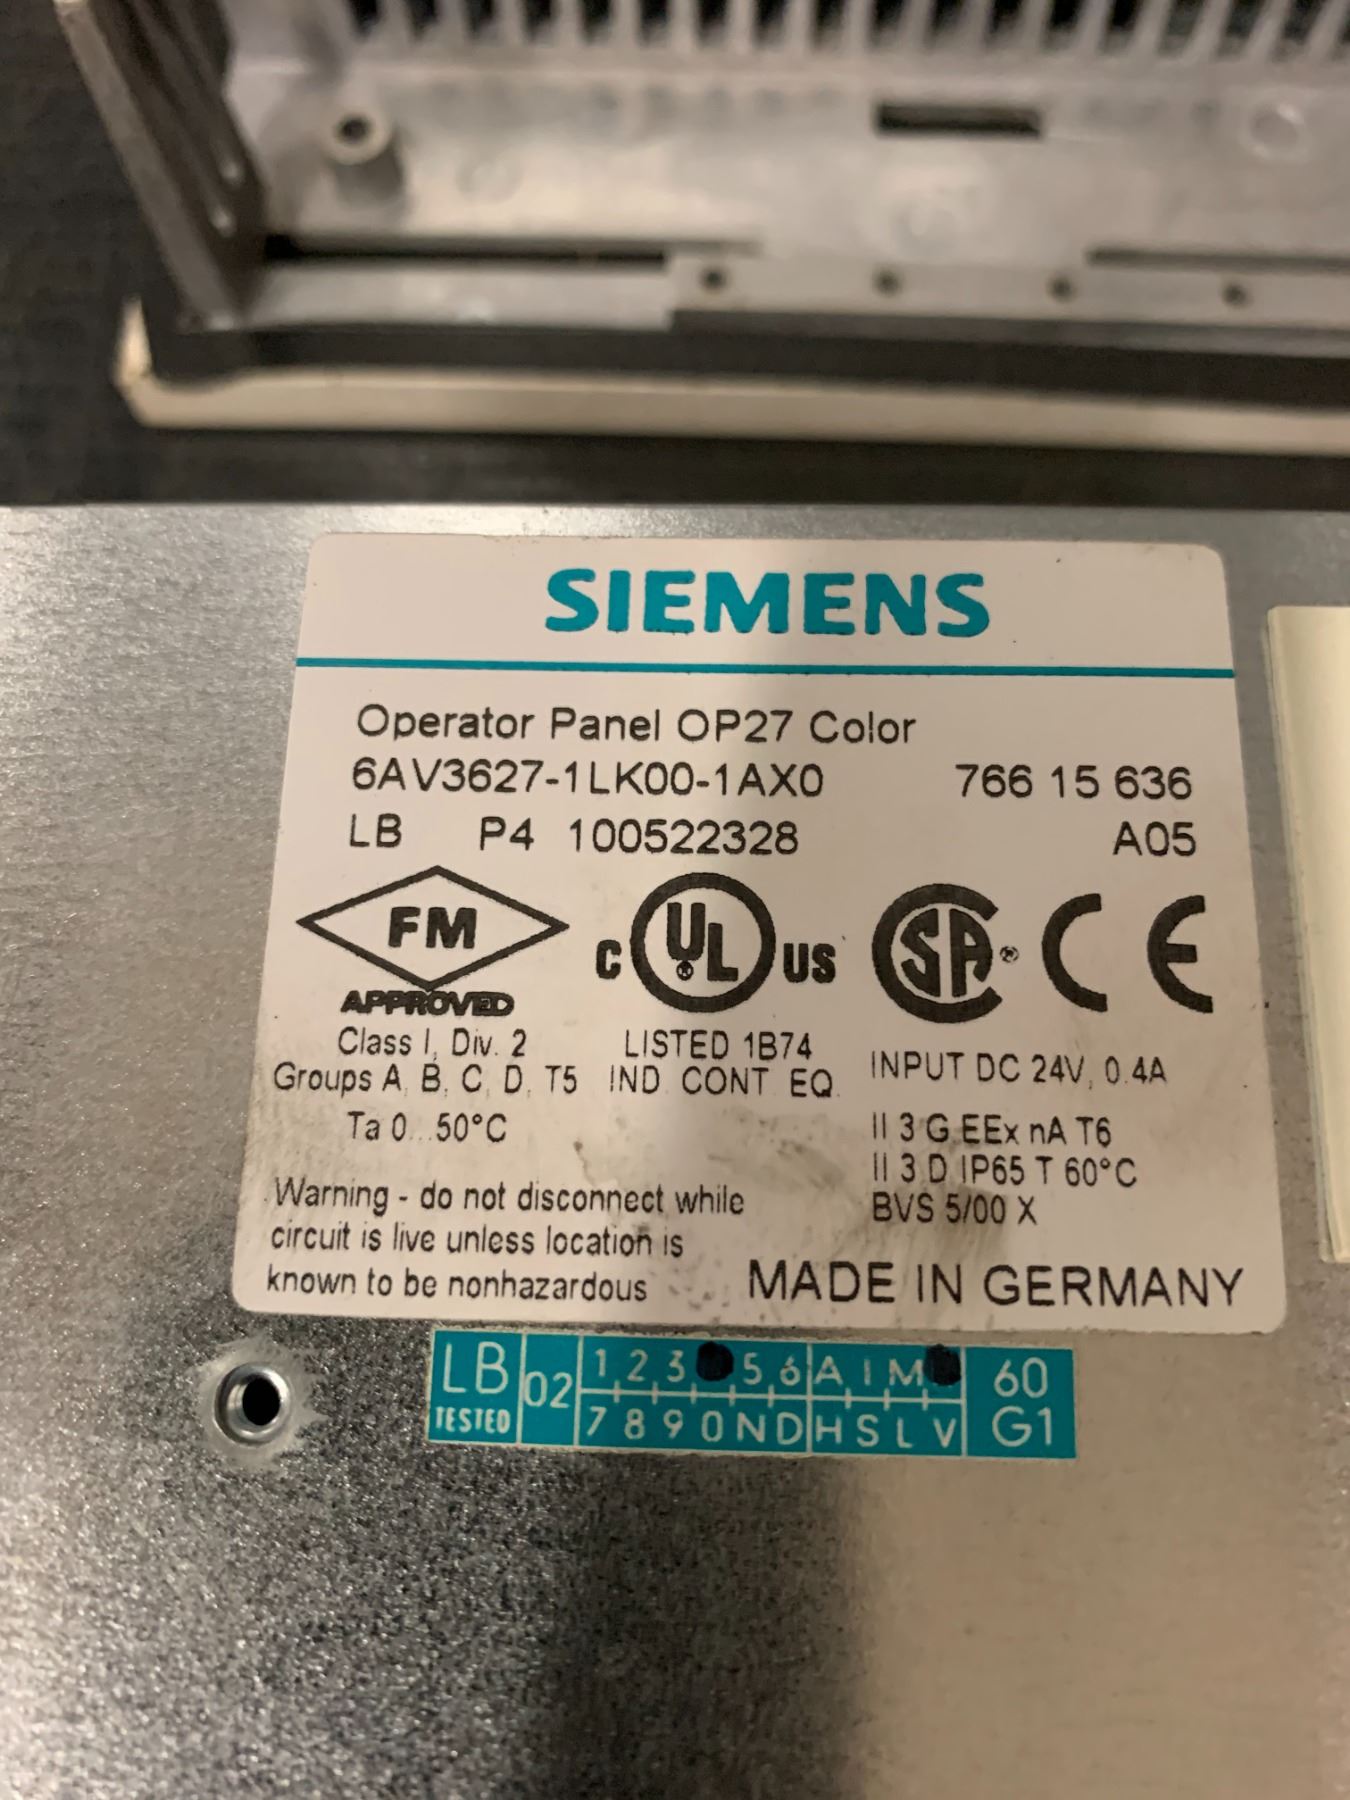 SIEMENS
Operator Panel OP27 Color
6AV3627-1LK00-1AX0 766 15 636
LB P4 100522328 A05
FM
APPROVED
C UL US
SA
CE
Class I, Div. 2
Groups A, B, C, D, T5
Ta 0...50°C
LISTED 1B74
IND. CONT. EQ.
INPUT DC 24V, 0.4A
II 3 G EEx nA T6
II 3 D IP65 T 60°C
BVS 5/00 X
Warning - do not disconnect while
circuit is live unless location is
known to be nonhazardous
MADE IN GERMANY
LB 02 1 2 3 5 6 A I M 60
TESTED 7 8 9 0 N D H S L V G1